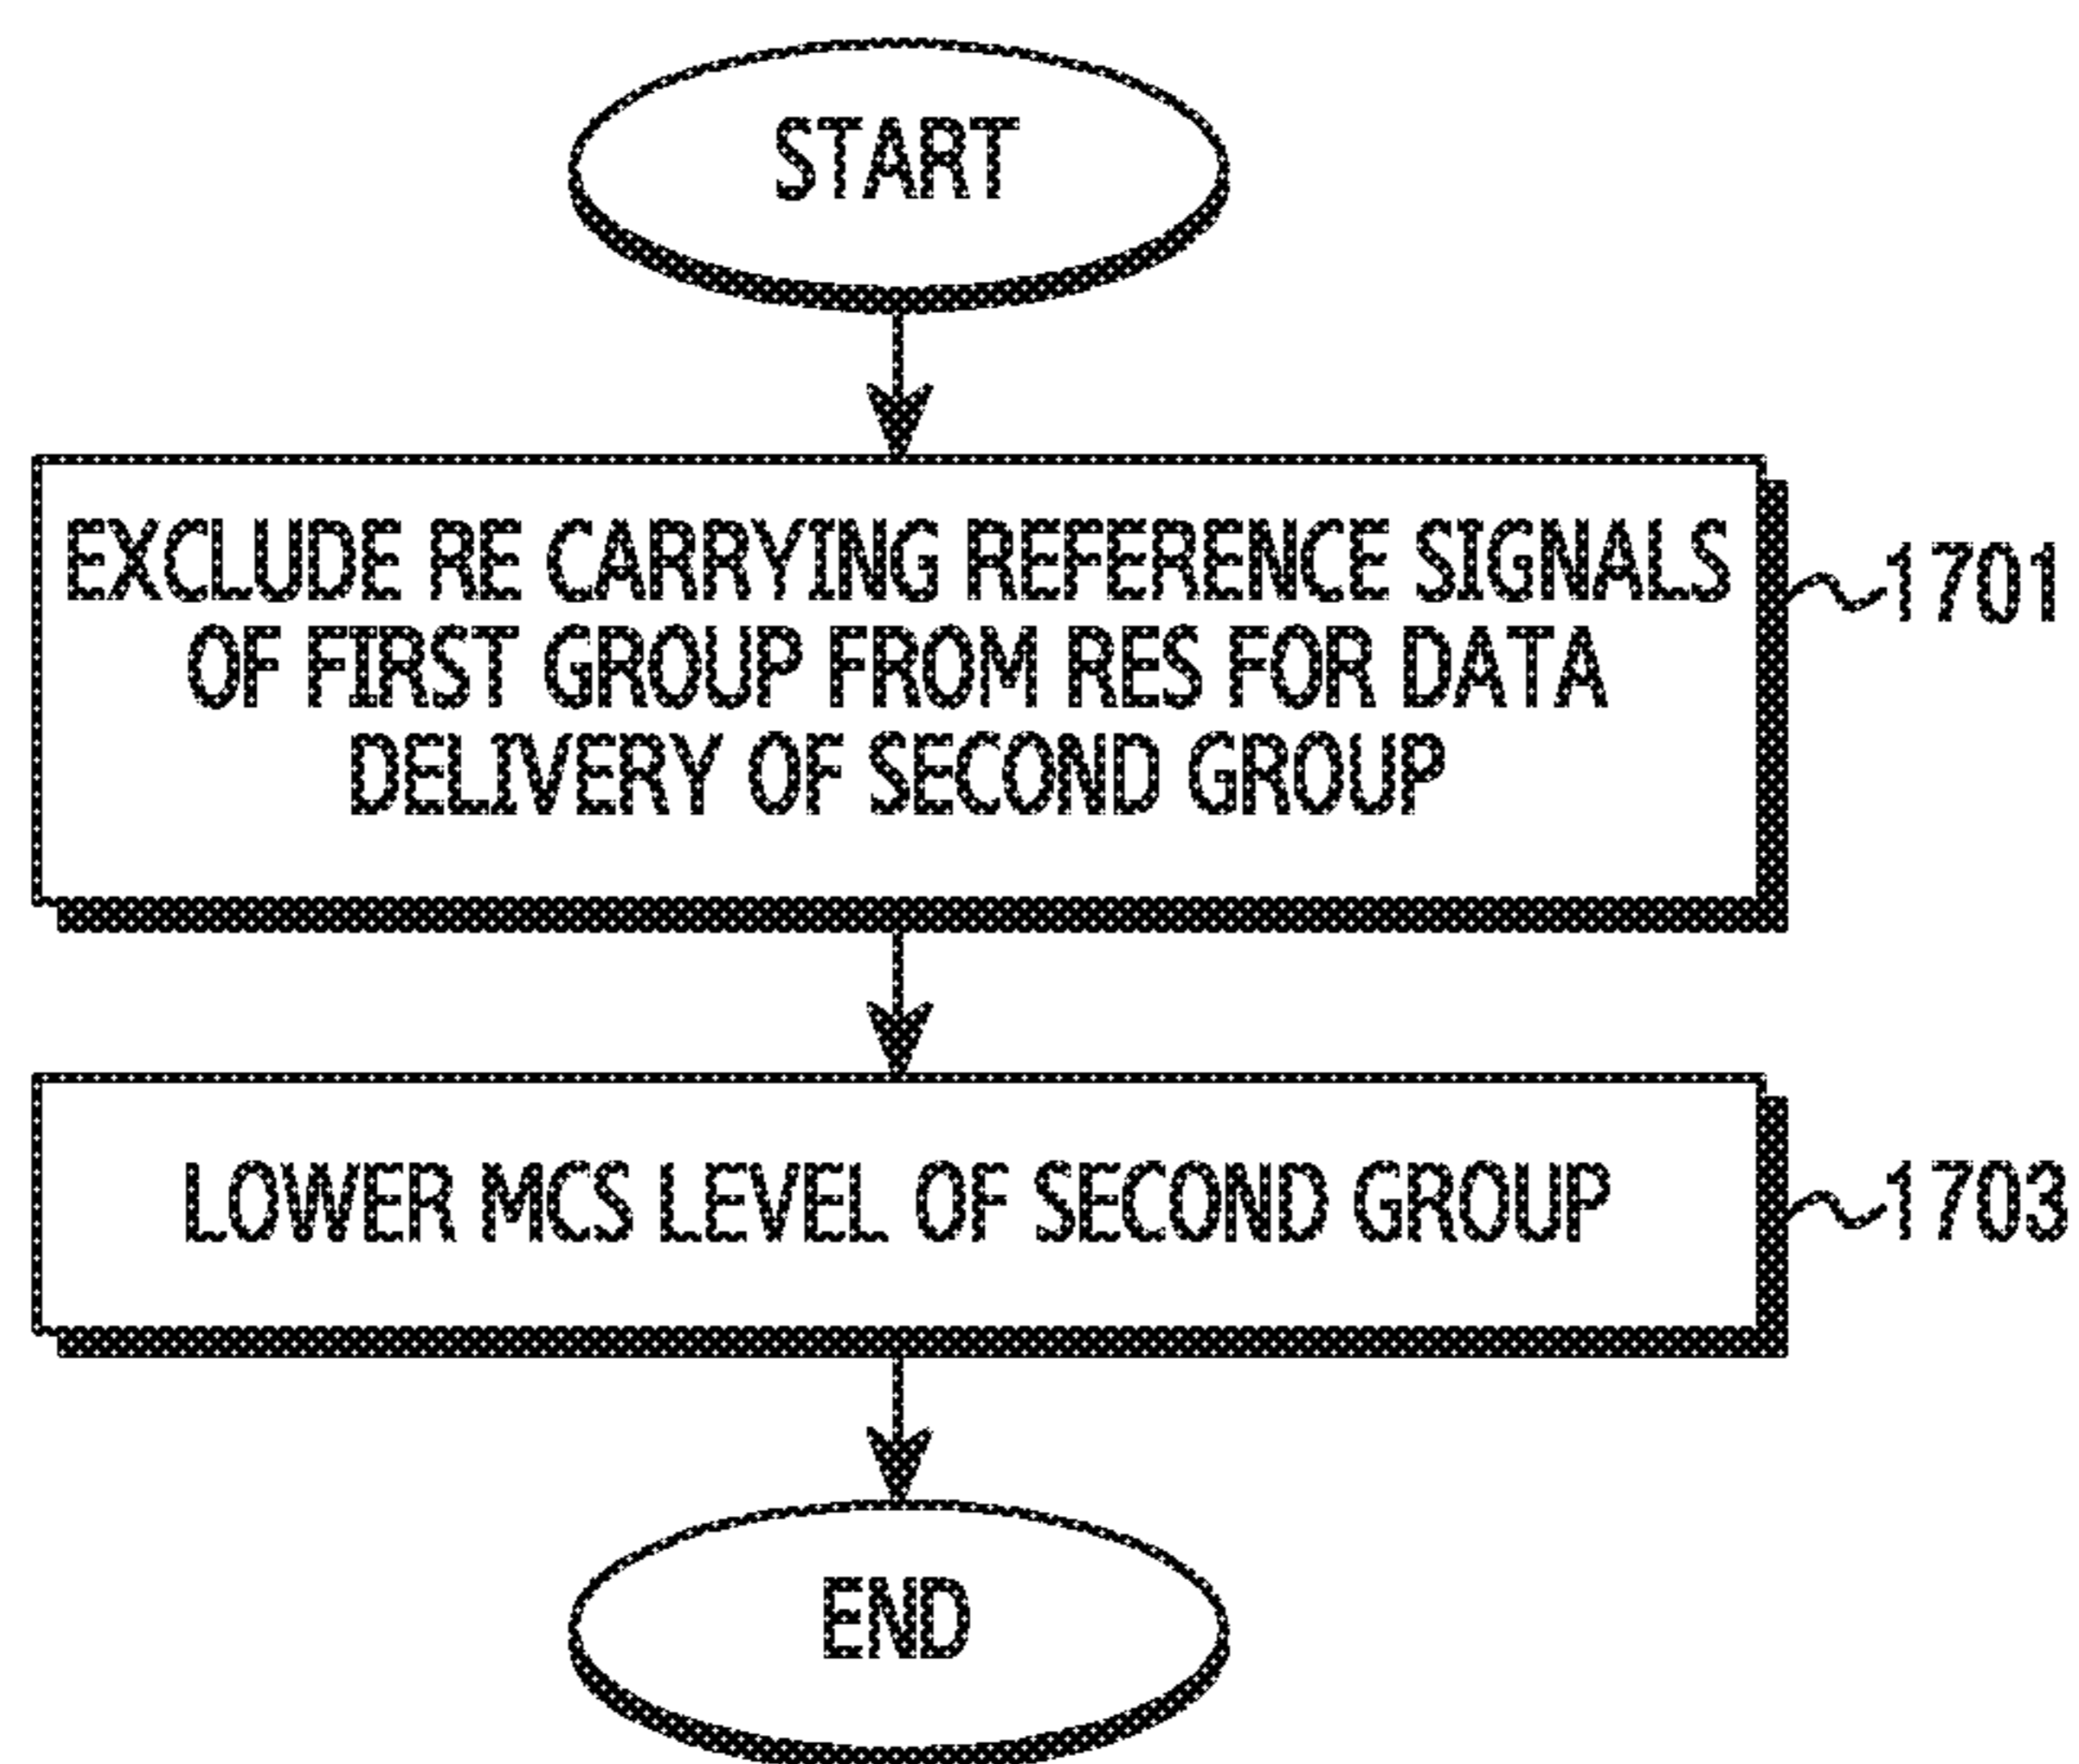 START
EXCLUDE RE CARRYING REFERENCE SIGNALS
OF FIRST GROUP FROM RES FOR DATA
DELIVERY OF SECOND GROUP
1701
LOWER MCS LEVEL OF SECOND GROUP
1703
END